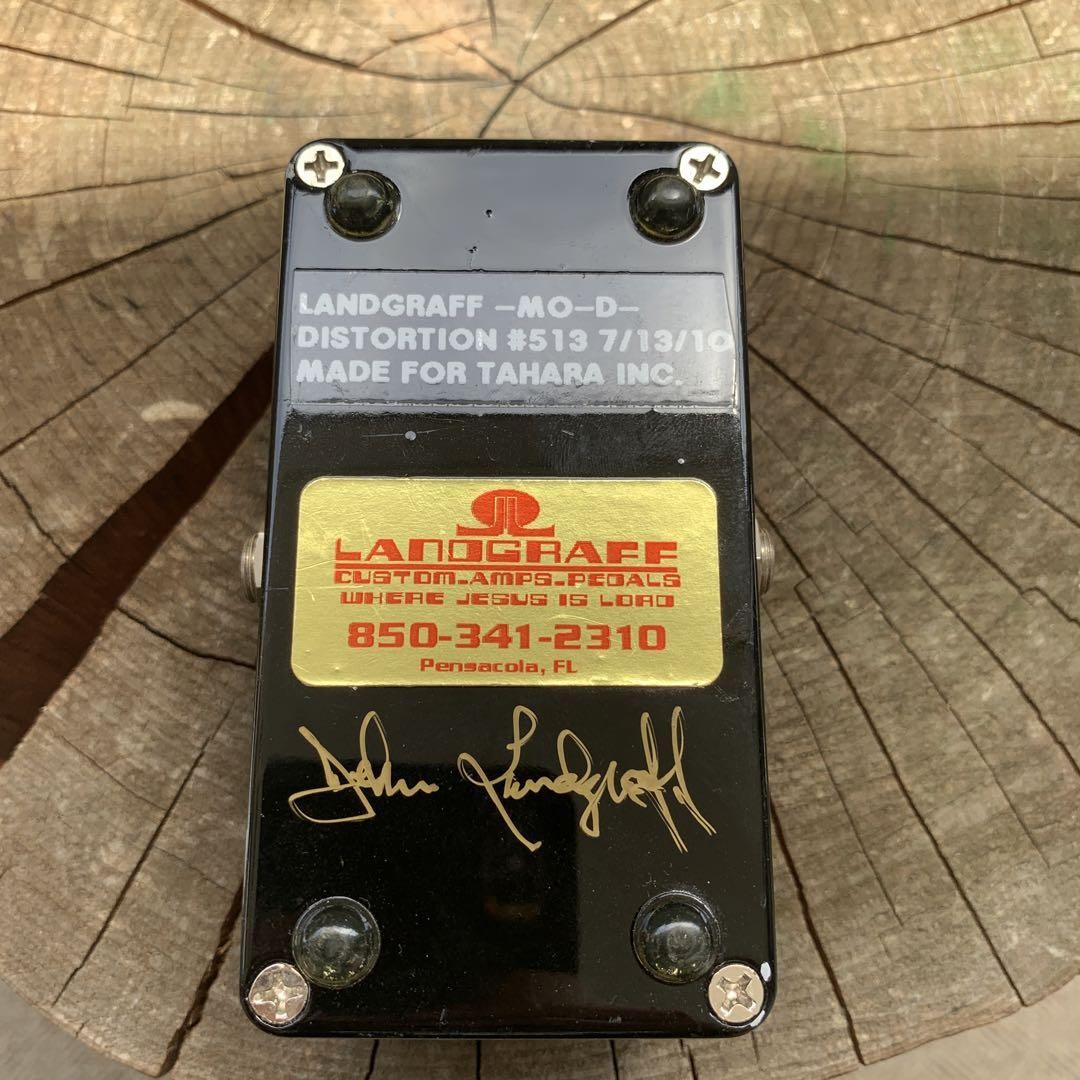 LANDGRAFF -MO-D-
DISTORTION #513 7/13/10
MADE FOR TAHARA INC.
JL
LANDGRAFF
CUSTOM-AMPS-PEDALS
WHERE JESUS IS LORD
850-341-2310
Pensacola, FL
John Landgraff